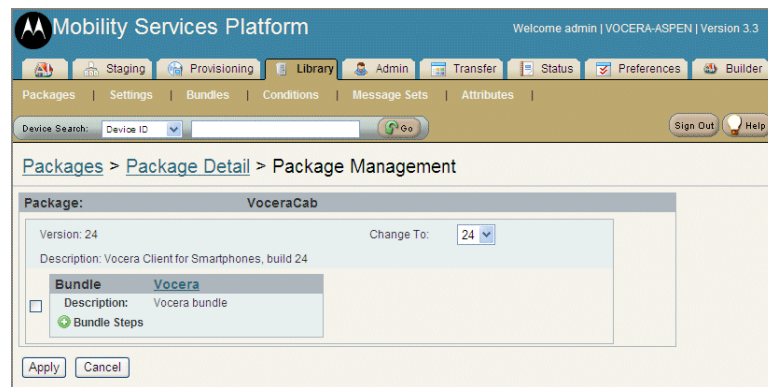 Mobility Services Platform
Welcome admin | VOCERA-ASPEN | Version 3.3
Staging Provisioning Library Admin Transfer Status Preferences Builder
Packages | Settings | Bundles | Conditions | Message Sets | Attributes |
Device Search: Device ID Go Sign Out Help
Packages > Package Detail > Package Management
Package: VoceraCab
Version: 24 Change To: 24
Description: Vocera Client for Smartphones, build 24
Bundle Vocera
Description: Vocera bundle
Bundle Steps
Apply Cancel